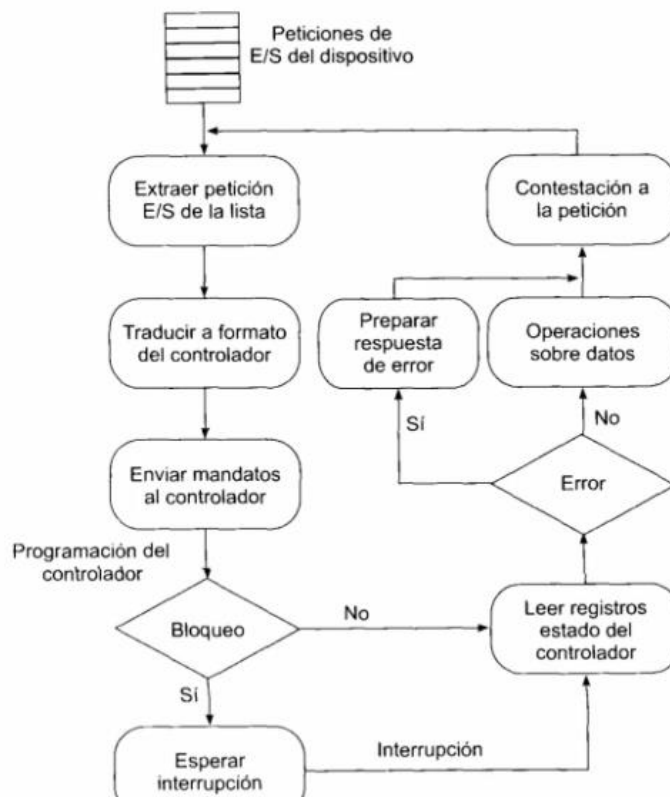 Peticiones de
E/S del dispositivo
Extraer petición
E/S de la lista
Contestación a
la petición
Traducir a formato
del controlador
Preparar
respuesta
de error
Operaciones
sobre datos
Sí
No
Enviar mandatos
al controlador
Error
Programación del
controlador
Bloqueo
No
Leer registros
estado del
controlador
Sí
Esperar
interrupción
Interrupción